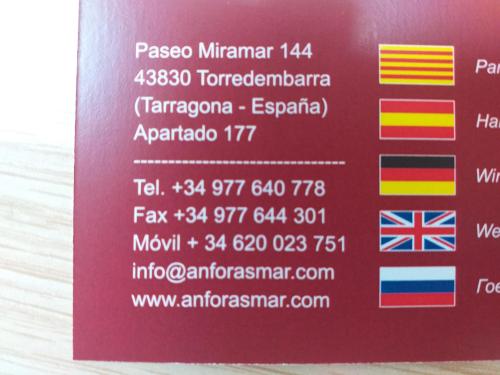 Paseo Miramar 144
43830 Torredembarra
(Tarragona - España)
Apartado 177
-------------------------------
Tel. +34 977 640 778
Fax +34 977 644 301
Móvil + 34 620 023 751
info@anforasmar.com
www.anforasmar.com